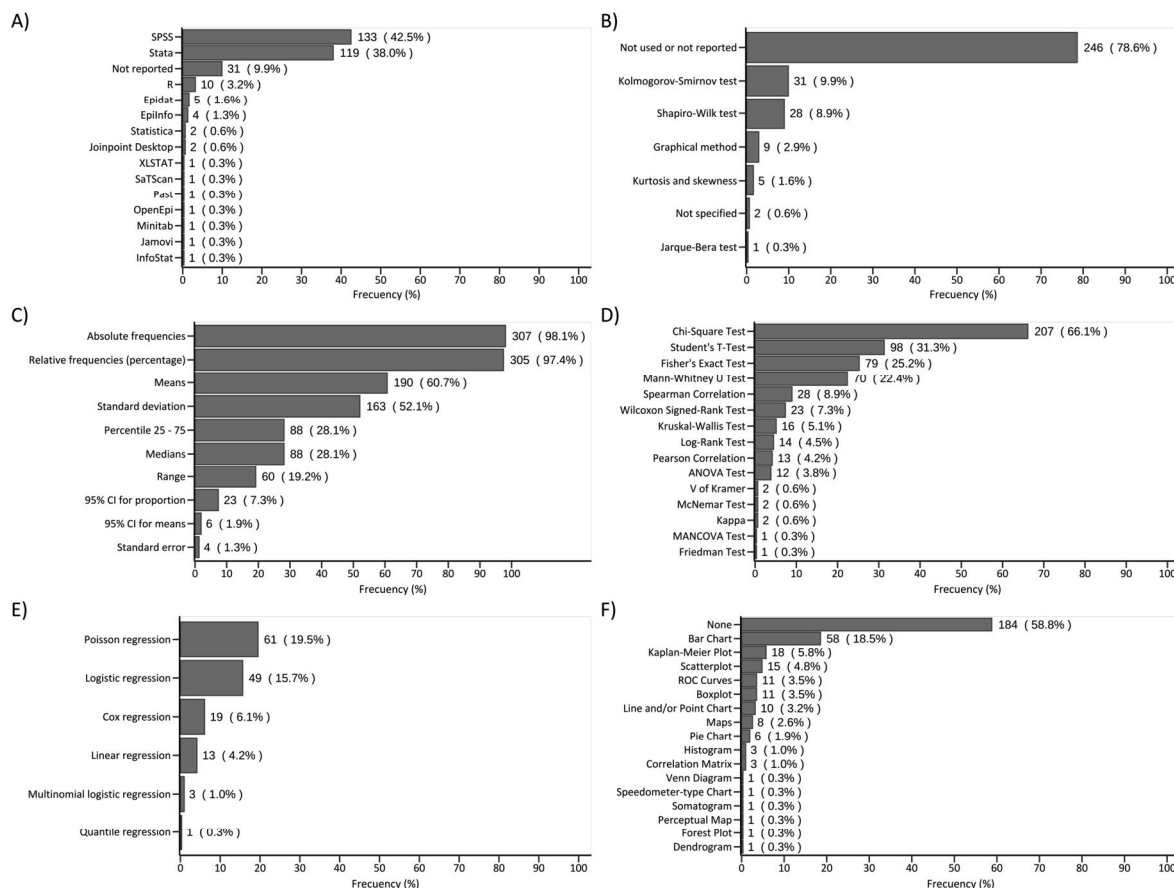 A)
SPSS 133 ( 42.5%)
Stata 119 ( 38.0%)
Not reported 31 ( 9.9%)
R 10 ( 3.2%)
Epidat 5 ( 1.6%)
EpiInfo 4 ( 1.3%)
Statistica 2 ( 0.6%)
Joinpoint Desktop 2 ( 0.6%)
XLSTAT 1 ( 0.3%)
SaTScan 1 ( 0.3%)
Past 1 ( 0.3%)
OpenEpi 1 ( 0.3%)
Minitab 1 ( 0.3%)
Jamovi 1 ( 0.3%)
InfoStat 1 ( 0.3%)
0 10 20 30 40 50 60 70 80 90 100
Frecuency (%)
B)
Not used or not reported 246 ( 78.6%)
Kolmogorov-Smirnov test 31 ( 9.9%)
Shapiro-Wilk test 28 ( 8.9%)
Graphical method 9 ( 2.9%)
Kurtosis and skewness 5 ( 1.6%)
Not specified 2 ( 0.6%)
Jarque-Bera test 1 ( 0.3%)
0 10 20 30 40 50 60 70 80 90 100
Frecuency (%)
C)
Absolute frequencies 307 ( 98.1%)
Relative frequencies (percentage) 305 ( 97.4%)
Means 190 ( 60.7%)
Standard deviation 163 ( 52.1%)
Percentile 25 - 75 88 ( 28.1%)
Medians 88 ( 28.1%)
Range 60 ( 19.2%)
95% CI for proportion 23 ( 7.3%)
95% CI for means 6 ( 1.9%)
Standard error 4 ( 1.3%)
0 10 20 30 40 50 60 70 80 90 100
Frecuency (%)
D)
Chi-Square Test 207 ( 66.1%)
Student's T-Test 98 ( 31.3%)
Fisher's Exact Test 79 ( 25.2%)
Mann-Whitney U Test 70 ( 22.4%)
Spearman Correlation 28 ( 8.9%)
Wilcoxon Signed-Rank Test 23 ( 7.3%)
Kruskal-Wallis Test 16 ( 5.1%)
Log-Rank Test 14 ( 4.5%)
Pearson Correlation 13 ( 4.2%)
ANOVA Test 12 ( 3.8%)
V of Kramer 2 ( 0.6%)
McNemar Test 2 ( 0.6%)
Kappa 2 ( 0.6%)
MANCOVA Test 1 ( 0.3%)
Friedman Test 1 ( 0.3%)
0 10 20 30 40 50 60 70 80 90 100
Frecuency (%)
E)
Poisson regression 61 ( 19.5%)
Logistic regression 49 ( 15.7%)
Cox regression 19 ( 6.1%)
Linear regression 13 ( 4.2%)
Multinomial logistic regression 3 ( 1.0%)
Quantile regression 1 ( 0.3%)
0 10 20 30 40 50 60 70 80 90 100
Frecuency (%)
F)
None 184 ( 58.8%)
Bar Chart 58 ( 18.5%)
Kaplan-Meier Plot 18 ( 5.8%)
Scatterplot 15 ( 4.8%)
ROC Curves 11 ( 3.5%)
Boxplot 11 ( 3.5%)
Line and/or Point Chart 10 ( 3.2%)
Maps 8 ( 2.6%)
Pie Chart 6 ( 1.9%)
Histogram 3 ( 1.0%)
Correlation Matrix 3 ( 1.0%)
Venn Diagram 1 ( 0.3%)
Speedometer-type Chart 1 ( 0.3%)
Somatogram 1 ( 0.3%)
Perceptual Map 1 ( 0.3%)
Forest Plot 1 ( 0.3%)
Dendrogram 1 ( 0.3%)
0 10 20 30 40 50 60 70 80 90 100
Frecuency (%)